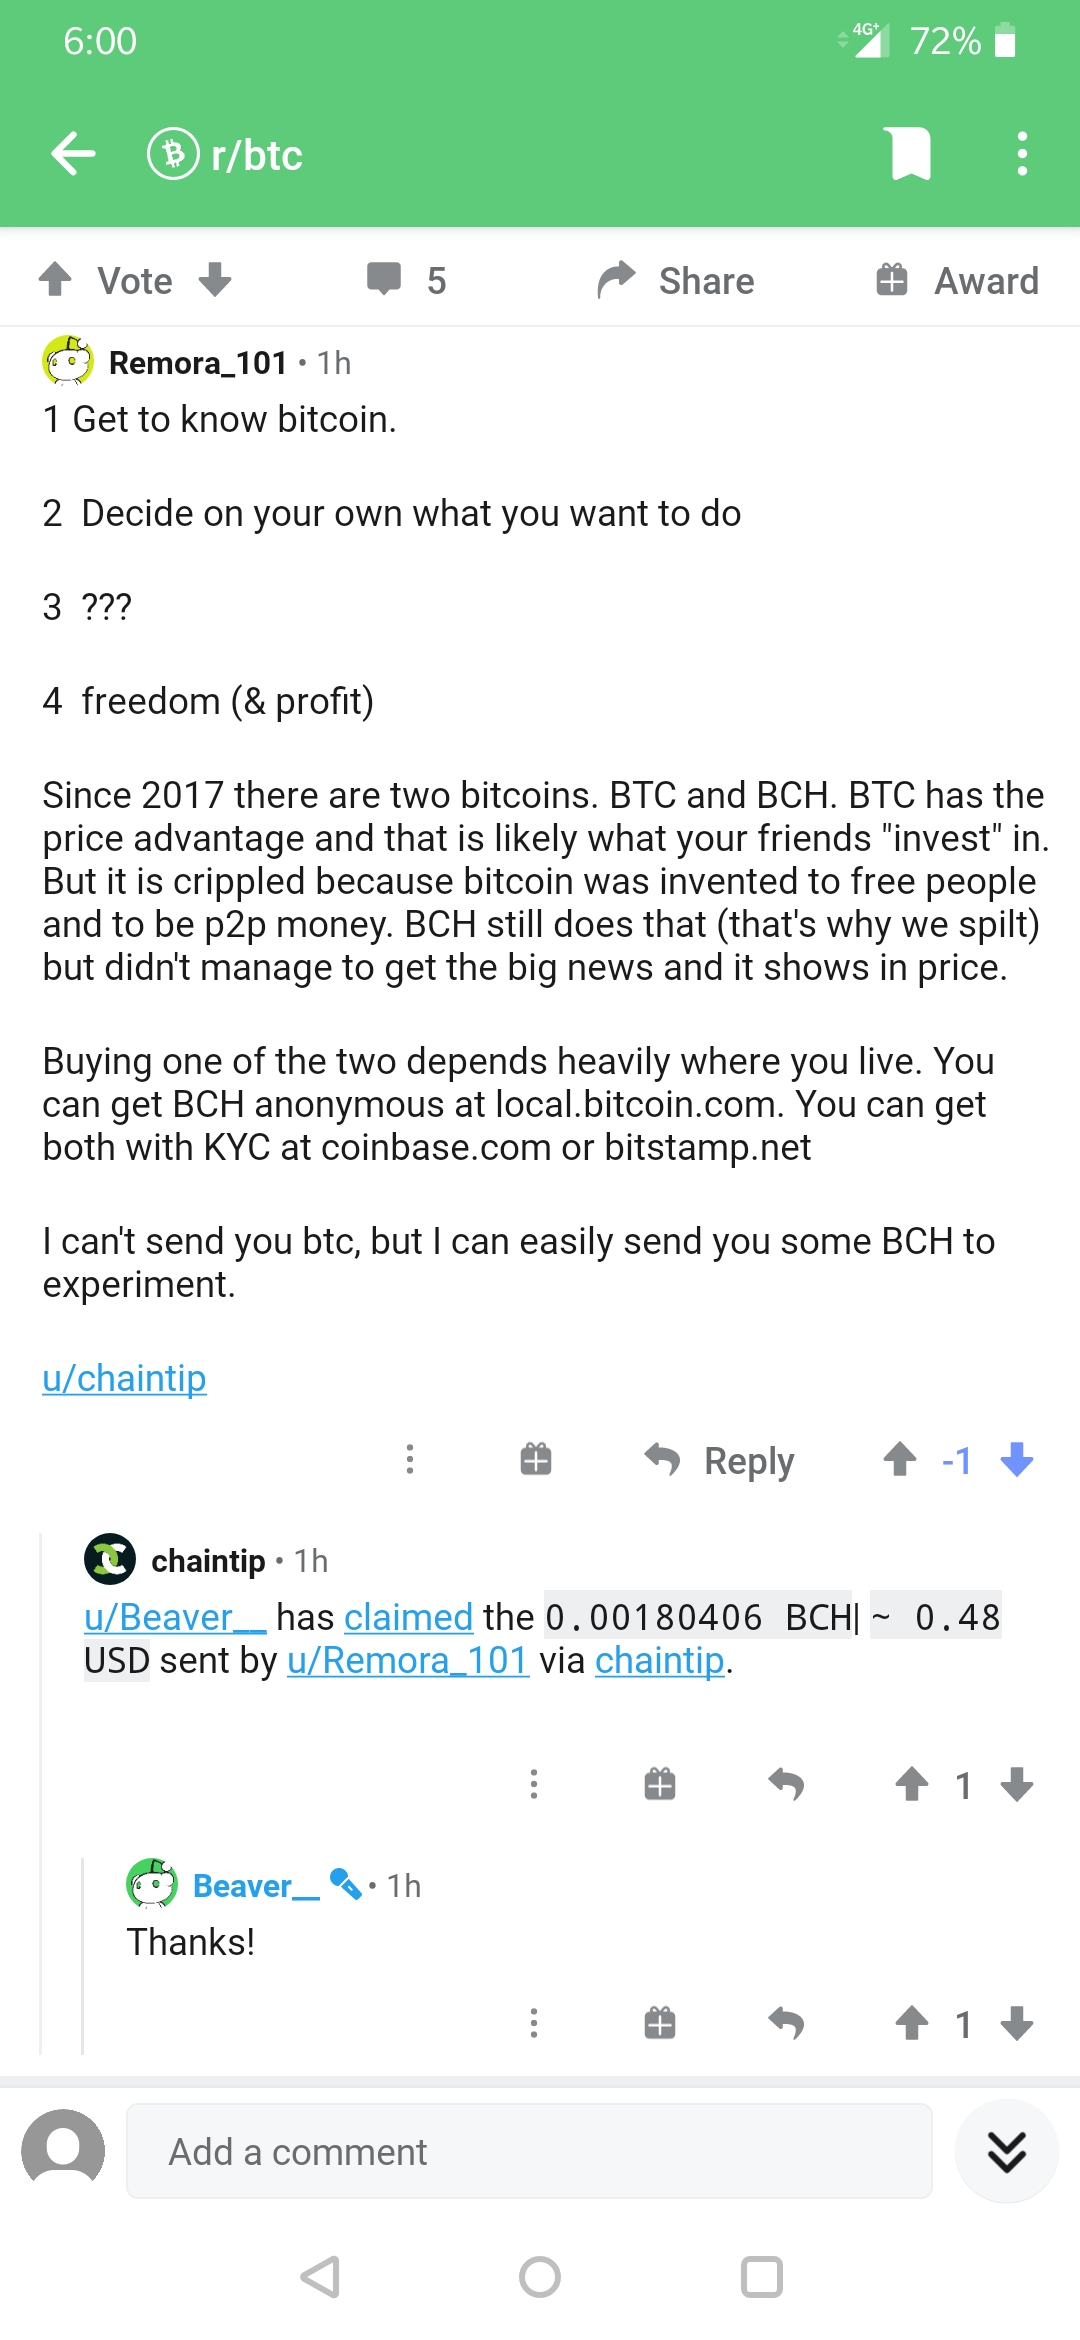 6:00
4G+ 72%
r/btc
Vote 5 Share Award
Remora_101 • 1h
1 Get to know bitcoin.
2 Decide on your own what you want to do
3 ???
4 freedom (& profit)
Since 2017 there are two bitcoins. BTC and BCH. BTC has the
price advantage and that is likely what your friends "invest" in.
But it is crippled because bitcoin was invented to free people
and to be p2p money. BCH still does that (that's why we spilt)
but didn't manage to get the big news and it shows in price.
Buying one of the two depends heavily where you live. You
can get BCH anonymous at local.bitcoin.com. You can get
both with KYC at coinbase.com or bitstamp.net
I can't send you btc, but I can easily send you some BCH to
experiment.
u/chaintip
Reply -1
chaintip • 1h
u/Beaver__ has claimed the 0.00180406 BCH| ~ 0.48
USD sent by u/Remora_101 via chaintip.
1
Beaver__ • 1h
Thanks!
1
Add a comment